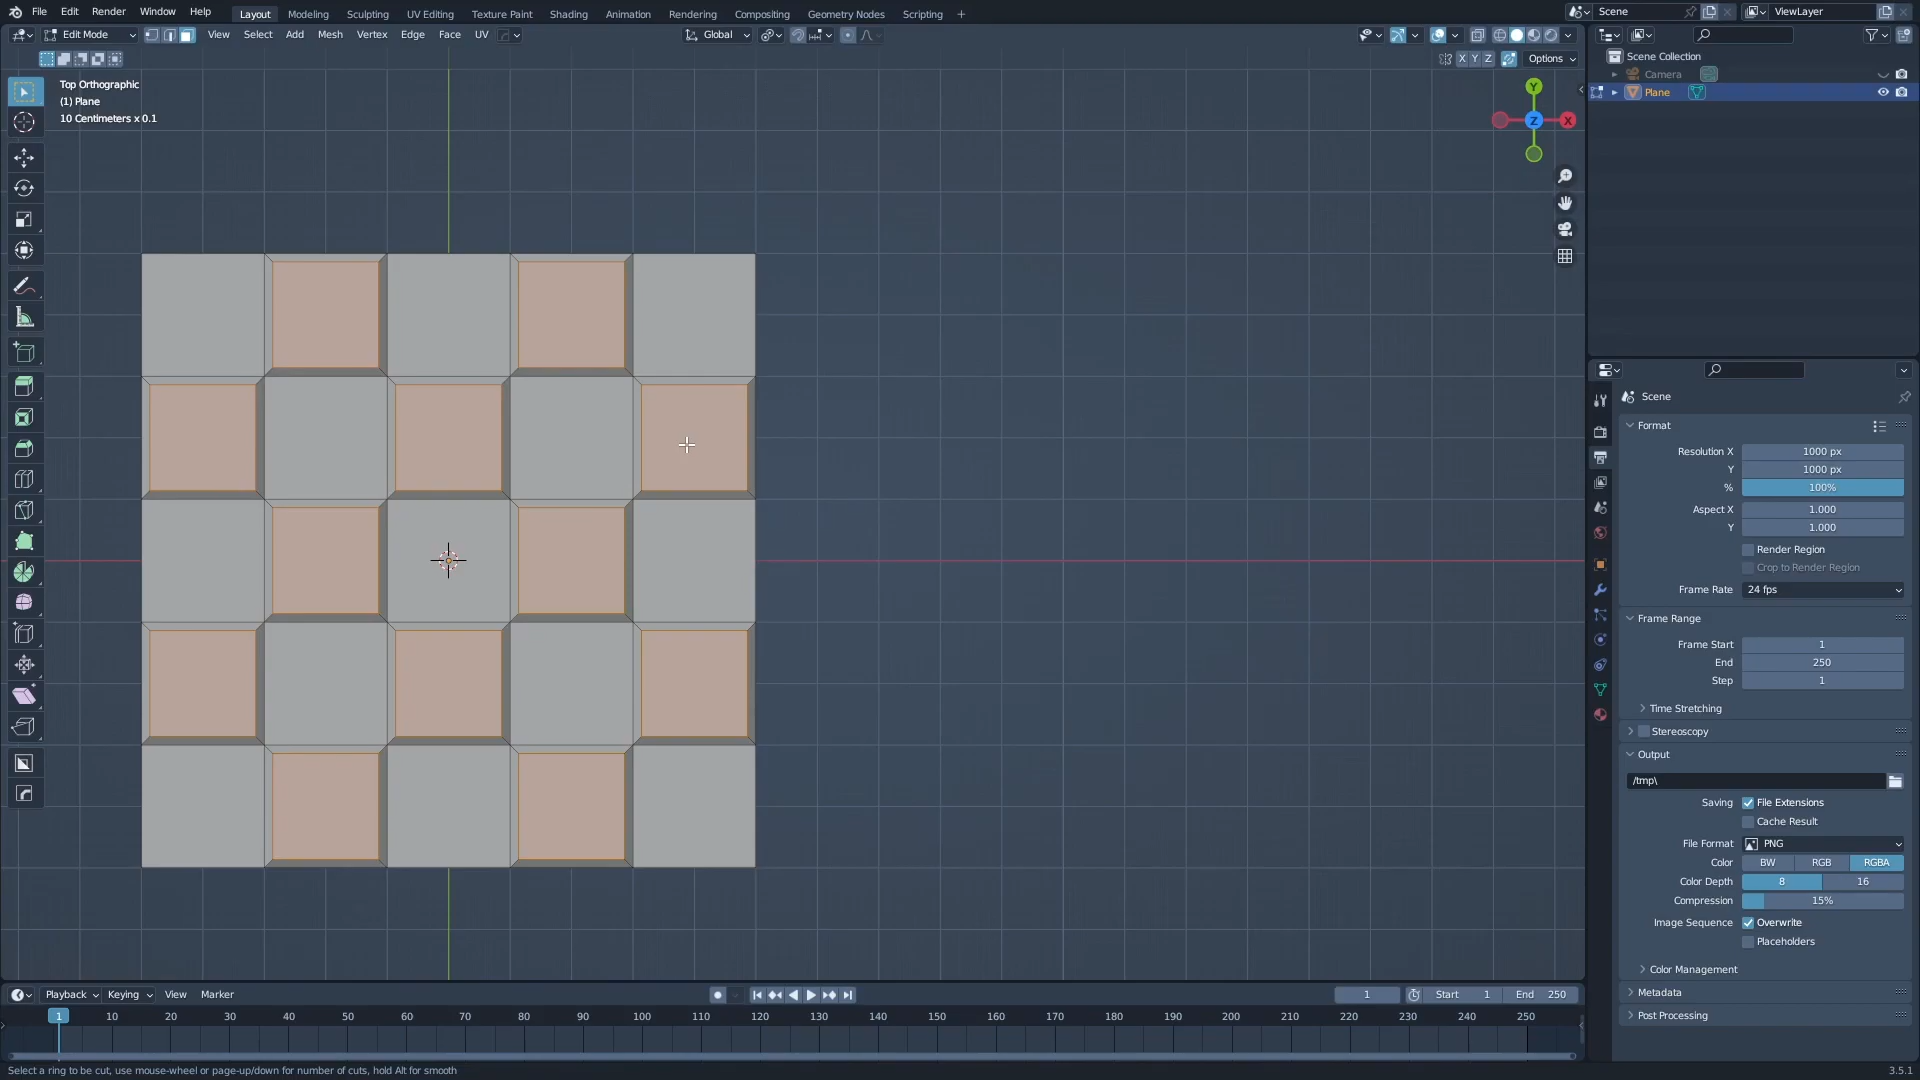 File Edit Render Window Help Layout Modeling Sculpting UV Editing Texture Paint Shading Animation Rendering Compositing Geometry Nodes Scripting + Scene ViewLayer
Edit Mode View Select Add Mesh Vertex Edge Face UV Global
X Y Z Options
Top Orthographic
(1) Plane
10 Centimeters x 0.1
Y
Z
X
Scene Collection
Camera
Plane
Scene
Format
Resolution X 1000 px
Y 1000 px
% 100%
Aspect X 1.000
Y 1.000
Render Region
Crop to Render Region
Frame Rate 24 fps
Frame Range
Frame Start 1
End 250
Step 1
Time Stretching
Stereoscopy
Output
/tmp\
Saving File Extensions
Cache Result
File Format PNG
Color BW RGB RGBA
Color Depth 8 16
Compression 15%
Image Sequence Overwrite
Placeholders
Color Management
Metadata
Post Processing
Playback Keying View Marker 1 Start 1 End 250
1 10 20 30 40 50 60 70 80 90 100 110 120 130 140 150 160 170 180 190 200 210 220 230 240 250
Select a ring to be cut, use mouse-wheel or page-up/down for number of cuts, hold Alt for smooth 3.5.1